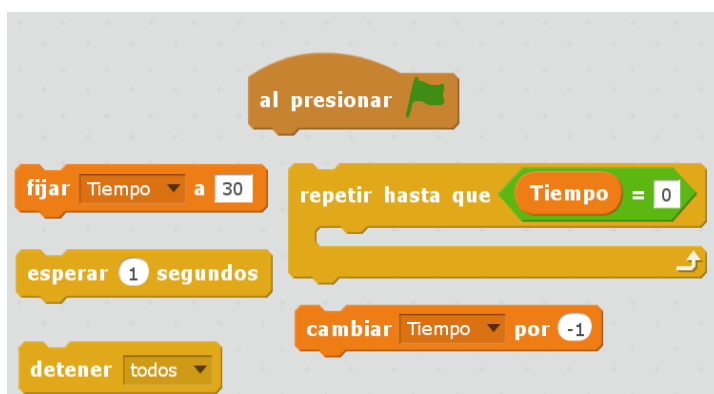 al presionar
fijar Tiempo a 30
repetir hasta que Tiempo = 0
esperar 1 segundos
cambiar Tiempo por -1
detener todos